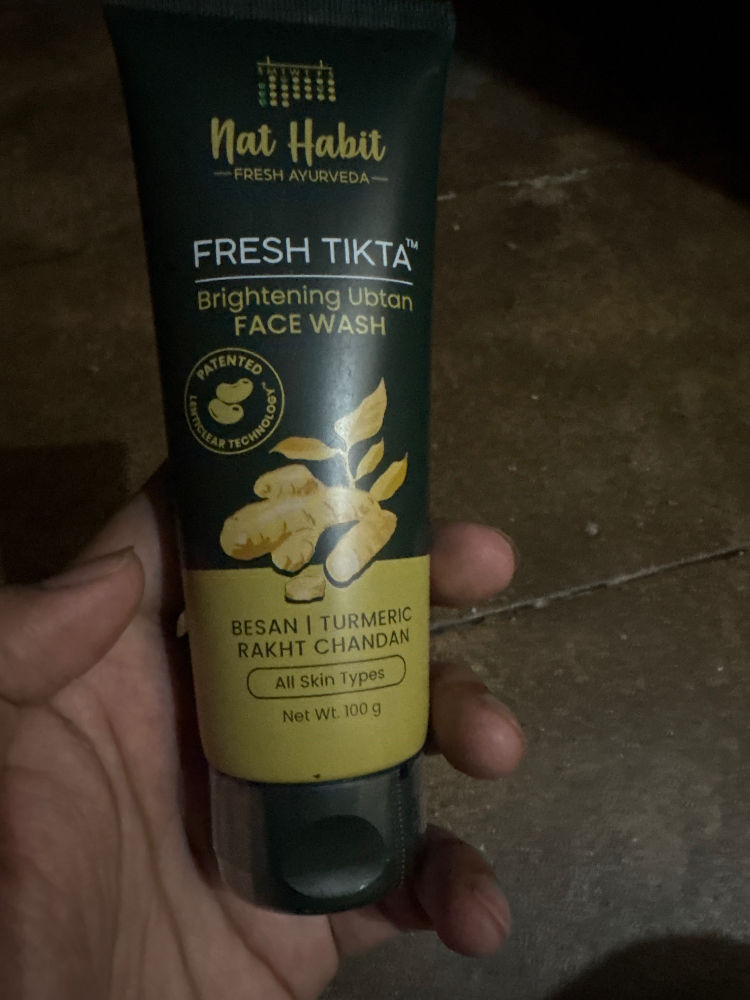 S M T W T F S
Nat Habit
FRESH AYURVEDA
FRESH TIKTA™
Brightening Ubtan
FACE WASH
PATENTED
LENTICLEAR TECHNOLOGY
BESAN | TURMERIC
RAKHT CHANDAN
All Skin Types
Net Wt. 100 g